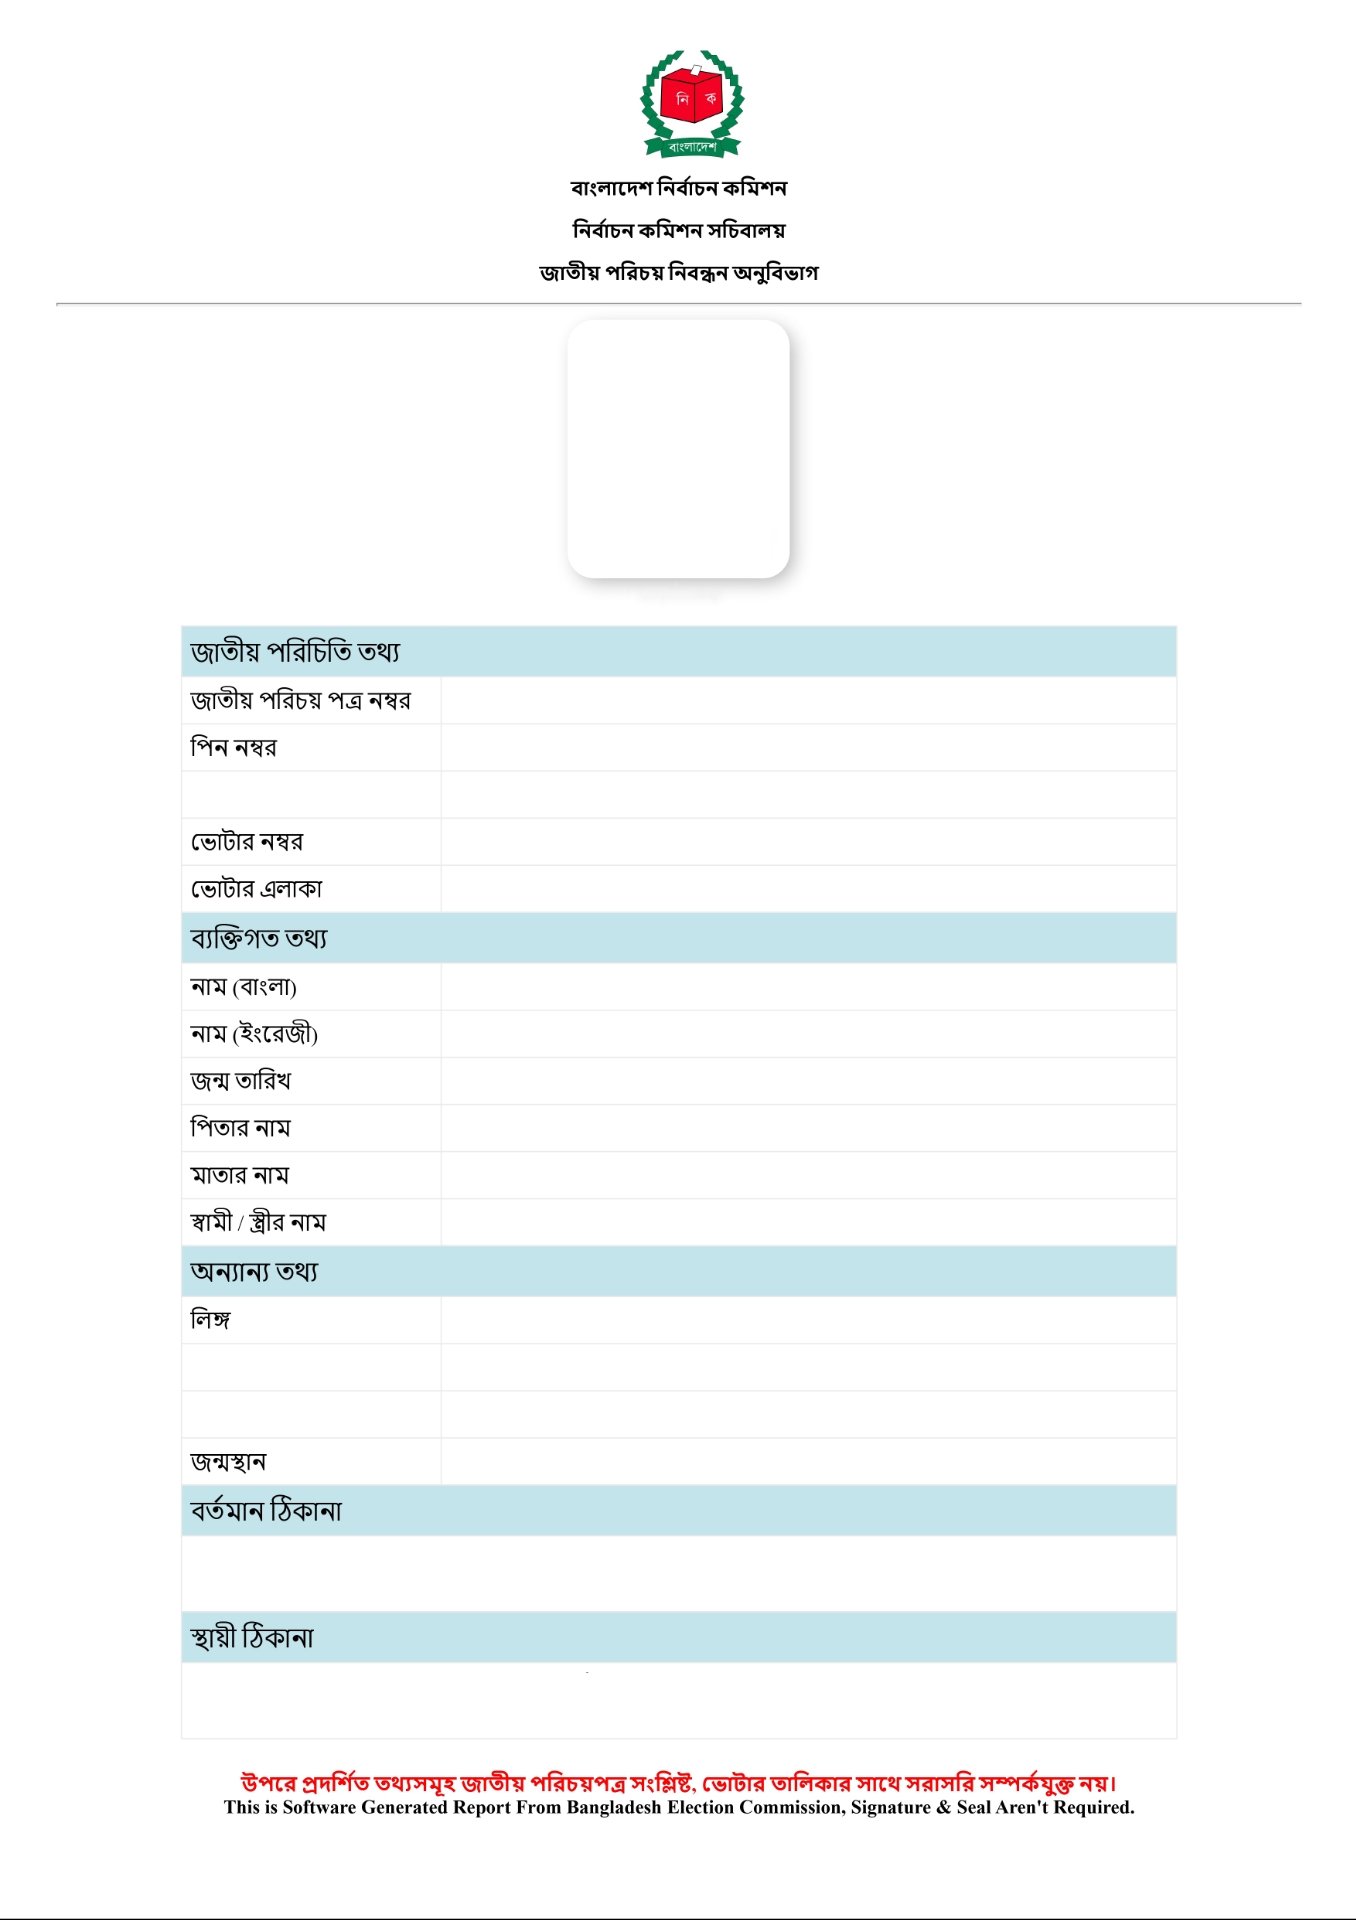 নি ক
বাংলাদেশ
বাংলাদেশ নির্বাচন কমিশন
নির্বাচন কমিশন সচিবালয়
জাতীয় পরিচয় নিবন্ধন অনুবিভাগ
জাতীয় পরিচিতি তথ্য
জাতীয় পরিচয় পত্র নম্বর
পিন নম্বর
ভোটার নম্বর
ভোটার এলাকা
ব্যক্তিগত তথ্য
নাম (বাংলা)
নাম (ইংরেজী)
জন্ম তারিখ
পিতার নাম
মাতার নাম
স্বামী / স্ত্রীর নাম
অন্যান্য তথ্য
লিঙ্গ
জন্মস্থান
বর্তমান ঠিকানা
স্থায়ী ঠিকানা
উপরে প্রদর্শিত তথ্যসমূহ জাতীয় পরিচয়পত্র সংশ্লিষ্ট, ভোটার তালিকার সাথে সরাসরি সম্পর্কযুক্ত নয়।
This is Software Generated Report From Bangladesh Election Commission, Signature & Seal Aren't Required.